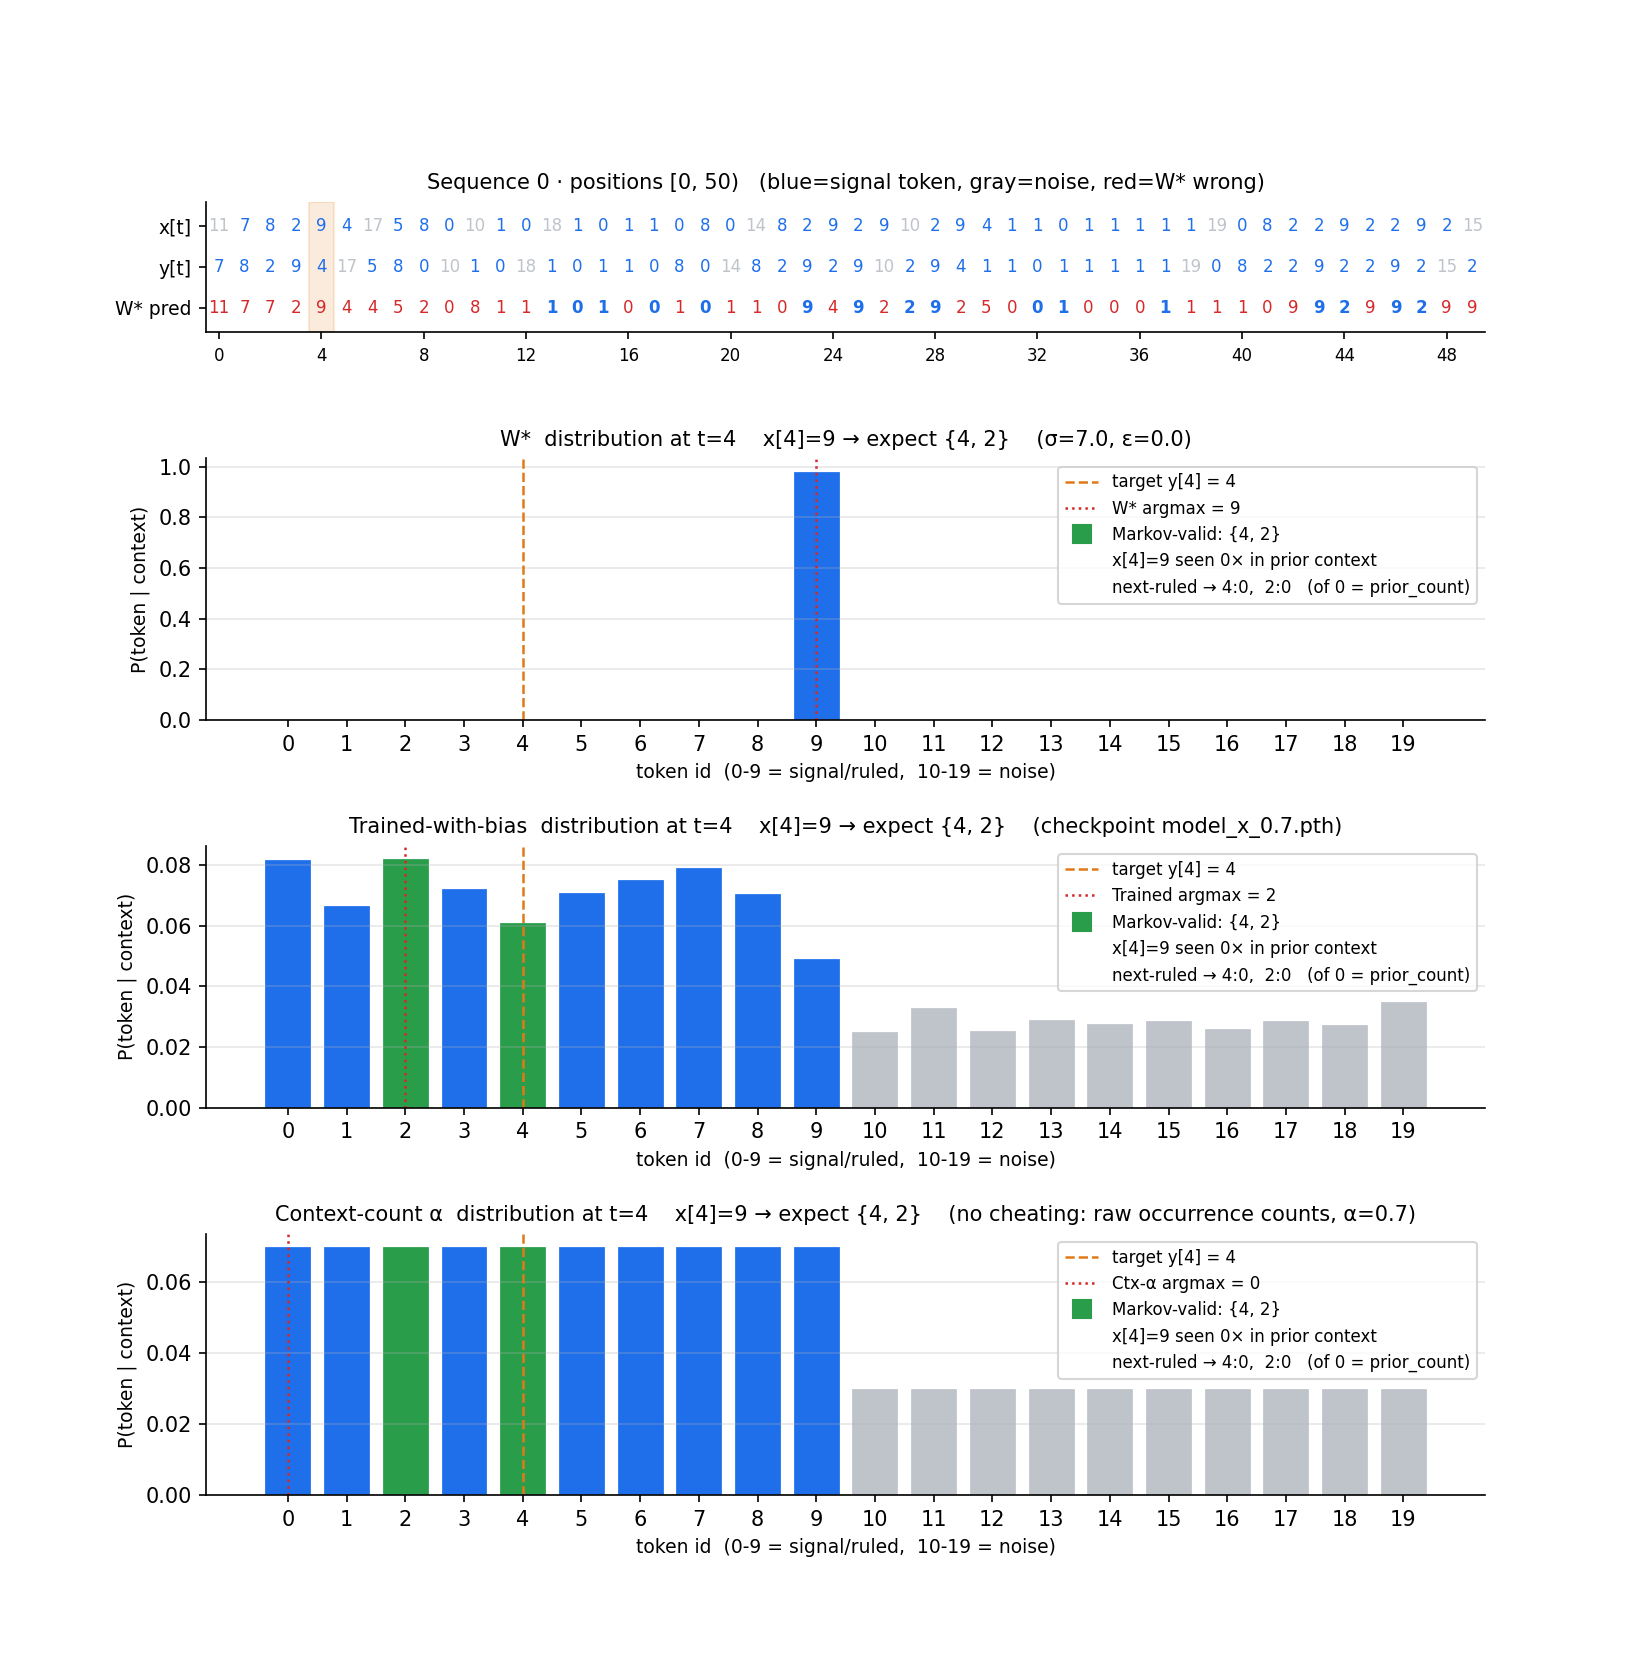 Sequence 0 · positions [0, 50)   (blue=signal token, gray=noise, red=W* wrong)
x[t] 11 7 8 2 9 4 17 5 8 0 10 1 0 18 1 0 1 1 0 8 0 14 8 2 9 2 9 10 2 9 4 1 1 0 1 1 1 1 1 19 0 8 2 2 9 2 2 9 2 15
y[t] 7 8 2 9 4 17 5 8 0 10 1 0 18 1 0 1 1 0 8 0 14 8 2 9 2 9 10 2 9 4 1 1 0 1 1 1 1 1 19 0 8 2 2 9 2 2 9 2 15 2
W* pred 11 7 7 2 9 4 4 5 2 0 8 1 1 1 0 1 0 0 1 0 1 1 0 9 4 9 2 2 9 2 5 0 0 1 0 0 0 1 1 1 1 0 9 9 2 9 9 2 9 9
0 4 8 12 16 20 24 28 32 36 40 44 48
W*  distribution at t=4    x[4]=9 → expect {4, 2}    (σ=7.0, ε=0.0)
P(token | context)
1.0
0.8
0.6
0.4
0.2
0.0
target y[4] = 4
W* argmax = 9
Markov-valid: {4, 2}
x[4]=9 seen 0× in prior context
next-ruled → 4:0,  2:0   (of 0 = prior_count)
0 1 2 3 4 5 6 7 8 9 10 11 12 13 14 15 16 17 18 19
token id  (0-9 = signal/ruled,  10-19 = noise)
Trained-with-bias  distribution at t=4    x[4]=9 → expect {4, 2}    (checkpoint model_x_0.7.pth)
P(token | context)
0.08
0.06
0.04
0.02
0.00
target y[4] = 4
Trained argmax = 2
Markov-valid: {4, 2}
x[4]=9 seen 0× in prior context
next-ruled → 4:0,  2:0   (of 0 = prior_count)
0 1 2 3 4 5 6 7 8 9 10 11 12 13 14 15 16 17 18 19
token id  (0-9 = signal/ruled,  10-19 = noise)
Context-count α  distribution at t=4    x[4]=9 → expect {4, 2}    (no cheating: raw occurrence counts, α=0.7)
P(token | context)
0.06
0.04
0.02
0.00
target y[4] = 4
Ctx-α argmax = 0
Markov-valid: {4, 2}
x[4]=9 seen 0× in prior context
next-ruled → 4:0,  2:0   (of 0 = prior_count)
0 1 2 3 4 5 6 7 8 9 10 11 12 13 14 15 16 17 18 19
token id  (0-9 = signal/ruled,  10-19 = noise)